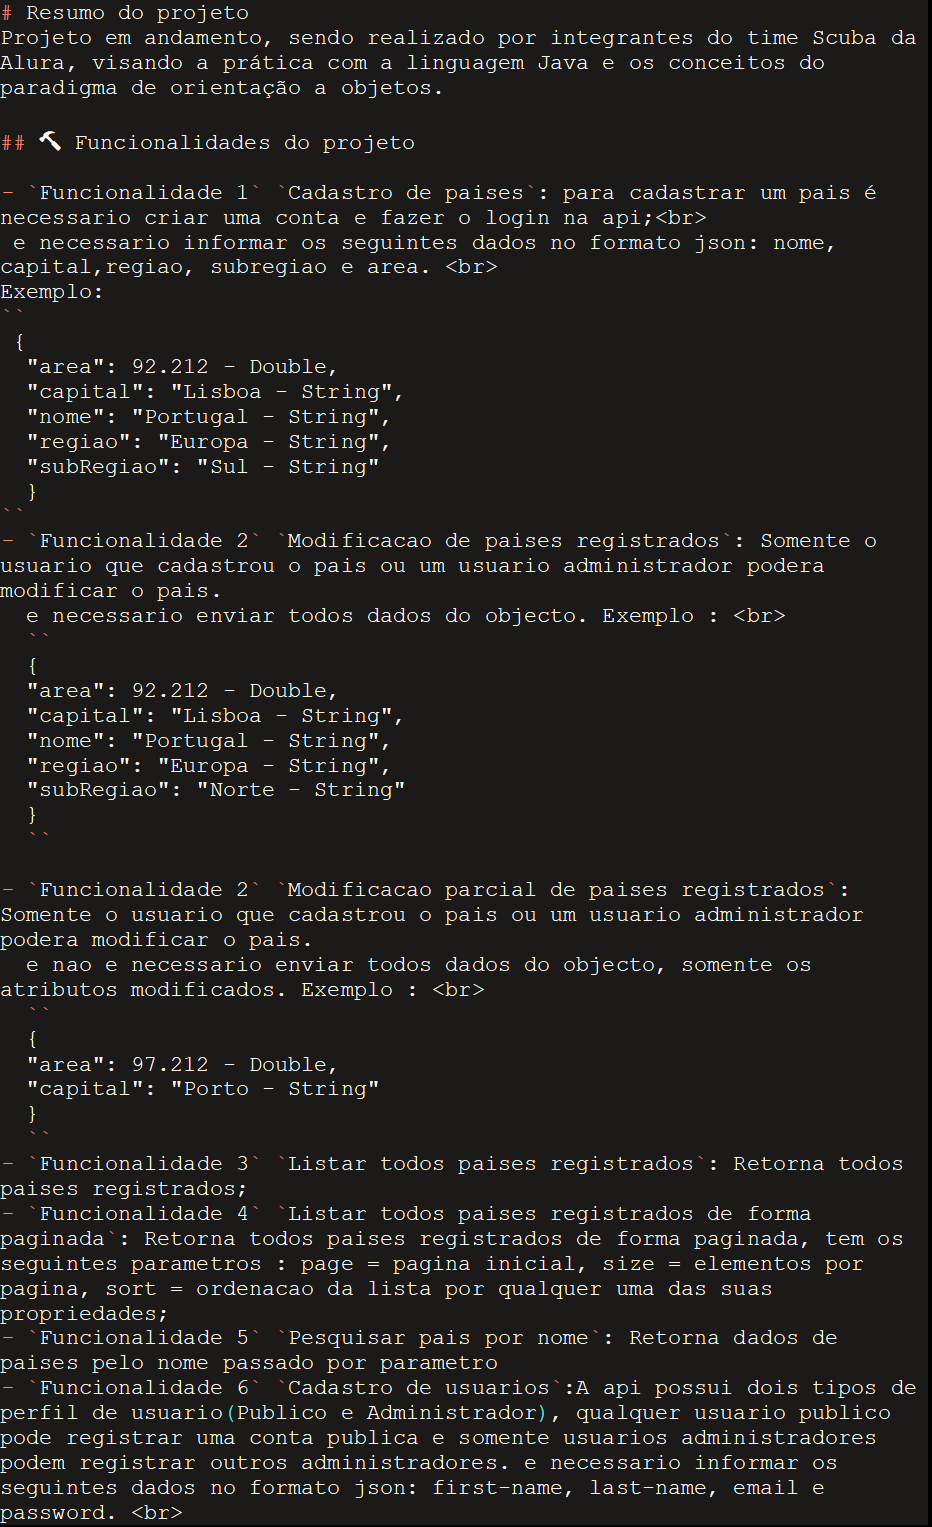 # Resumo do projeto
Projeto em andamento, sendo realizado por integrantes do time Scuba da
Alura, visando a prática com a linguagem Java e os conceitos do
paradigma de orientação a objetos.
## 🔨 Funcionalidades do projeto
- `Funcionalidade 1` `Cadastro de paises`: para cadastrar um pais é
necessario criar uma conta e fazer o login na api;<br>
e necessario informar os seguintes dados no formato json: nome,
capital,regiao, subregiao e area. <br>
Exemplo:
``
{
"area": 92.212 - Double,
"capital": "Lisboa - String",
"nome": "Portugal - String",
"regiao": "Europa - String",
"subRegiao": "Sul - String"
}
``
- `Funcionalidade 2` `Modificacao de paises registrados`: Somente o
usuario que cadastrou o pais ou um usuario administrador podera
modificar o pais.
e necessario enviar todos dados do objecto. Exemplo : <br>
``
{
"area": 92.212 - Double,
"capital": "Lisboa - String",
"nome": "Portugal - String",
"regiao": "Europa - String",
"subRegiao": "Norte - String"
}
``
- `Funcionalidade 2` `Modificacao parcial de paises registrados`:
Somente o usuario que cadastrou o pais ou um usuario administrador
podera modificar o pais.
e nao e necessario enviar todos dados do objecto, somente os
atributos modificados. Exemplo : <br>
``
{
"area": 97.212 - Double,
"capital": "Porto - String"
}
``
- `Funcionalidade 3` `Listar todos paises registrados`: Retorna todos
paises registrados;
- `Funcionalidade 4` `Listar todos paises registrados de forma
paginada`: Retorna todos paises registrados de forma paginada, tem os
seguintes parametros : page = pagina inicial, size = elementos por
pagina, sort = ordenacao da lista por qualquer uma das suas
propriedades;
- `Funcionalidade 5` `Pesquisar pais por nome`: Retorna dados de
paises pelo nome passado por parametro
- `Funcionalidade 6` `Cadastro de usuarios`:A api possui dois tipos de
perfil de usuario(Publico e Administrador), qualquer usuario publico
pode registrar uma conta publica e somente usuarios administradores
podem registrar outros administradores. e necessario informar os
seguintes dados no formato json: first-name, last-name, email e
password. <br>